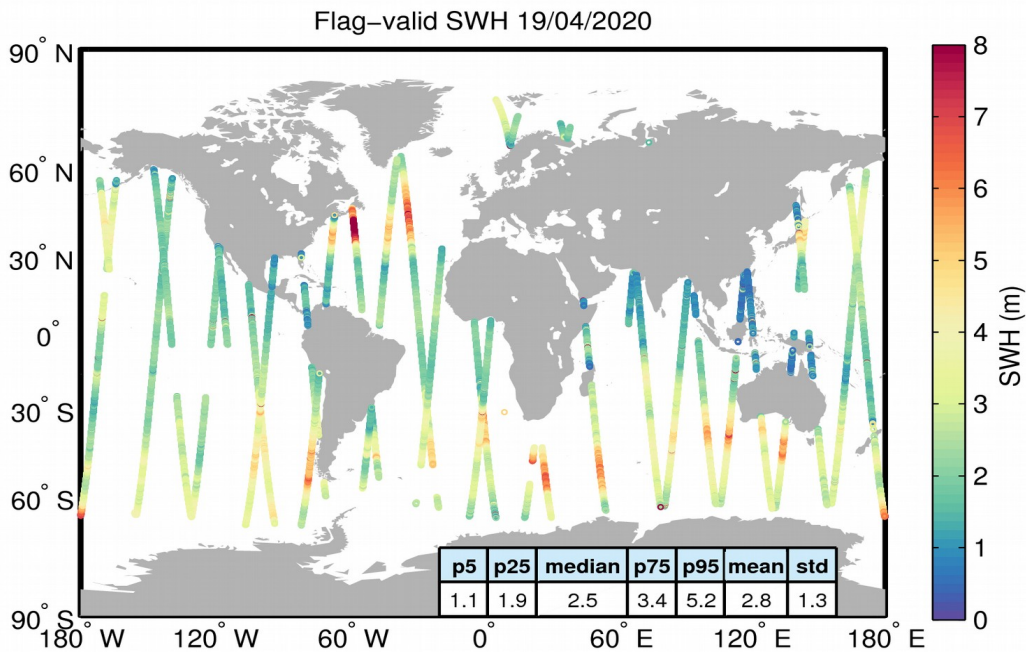 Flag−valid SWH 19/04/2020
90° N
60° N
30° N
0°
30° S
60° S
90° S
180° W
120° W
60° W
0°
60° E
120° E
180° E
8
7
6
5
4
3
2
1
0
SWH (m)
p5 p25 median p75 p95 mean std
1.1 1.9 2.5 3.4 5.2 2.8 1.3